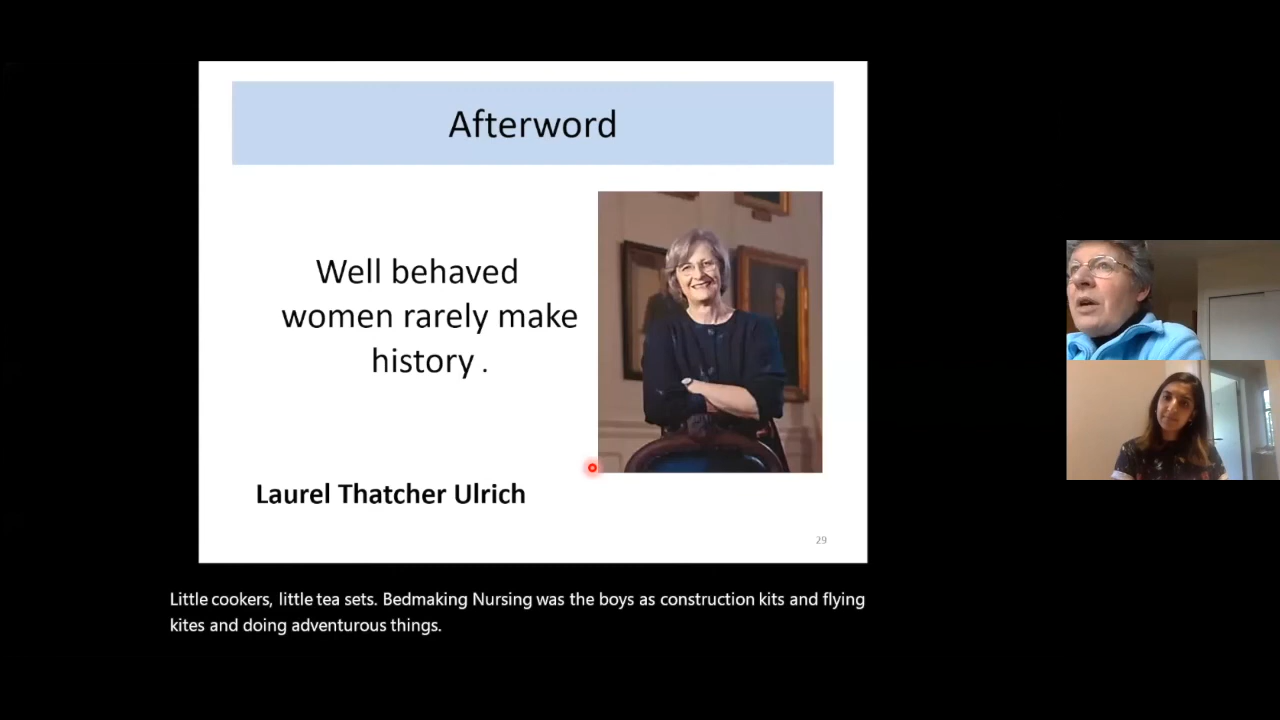 Afterword
Well behaved
women rarely make
history .
Laurel Thatcher Ulrich
29
Little cookers, little tea sets. Bedmaking Nursing was the boys as construction kits and flying
kites and doing adventurous things.